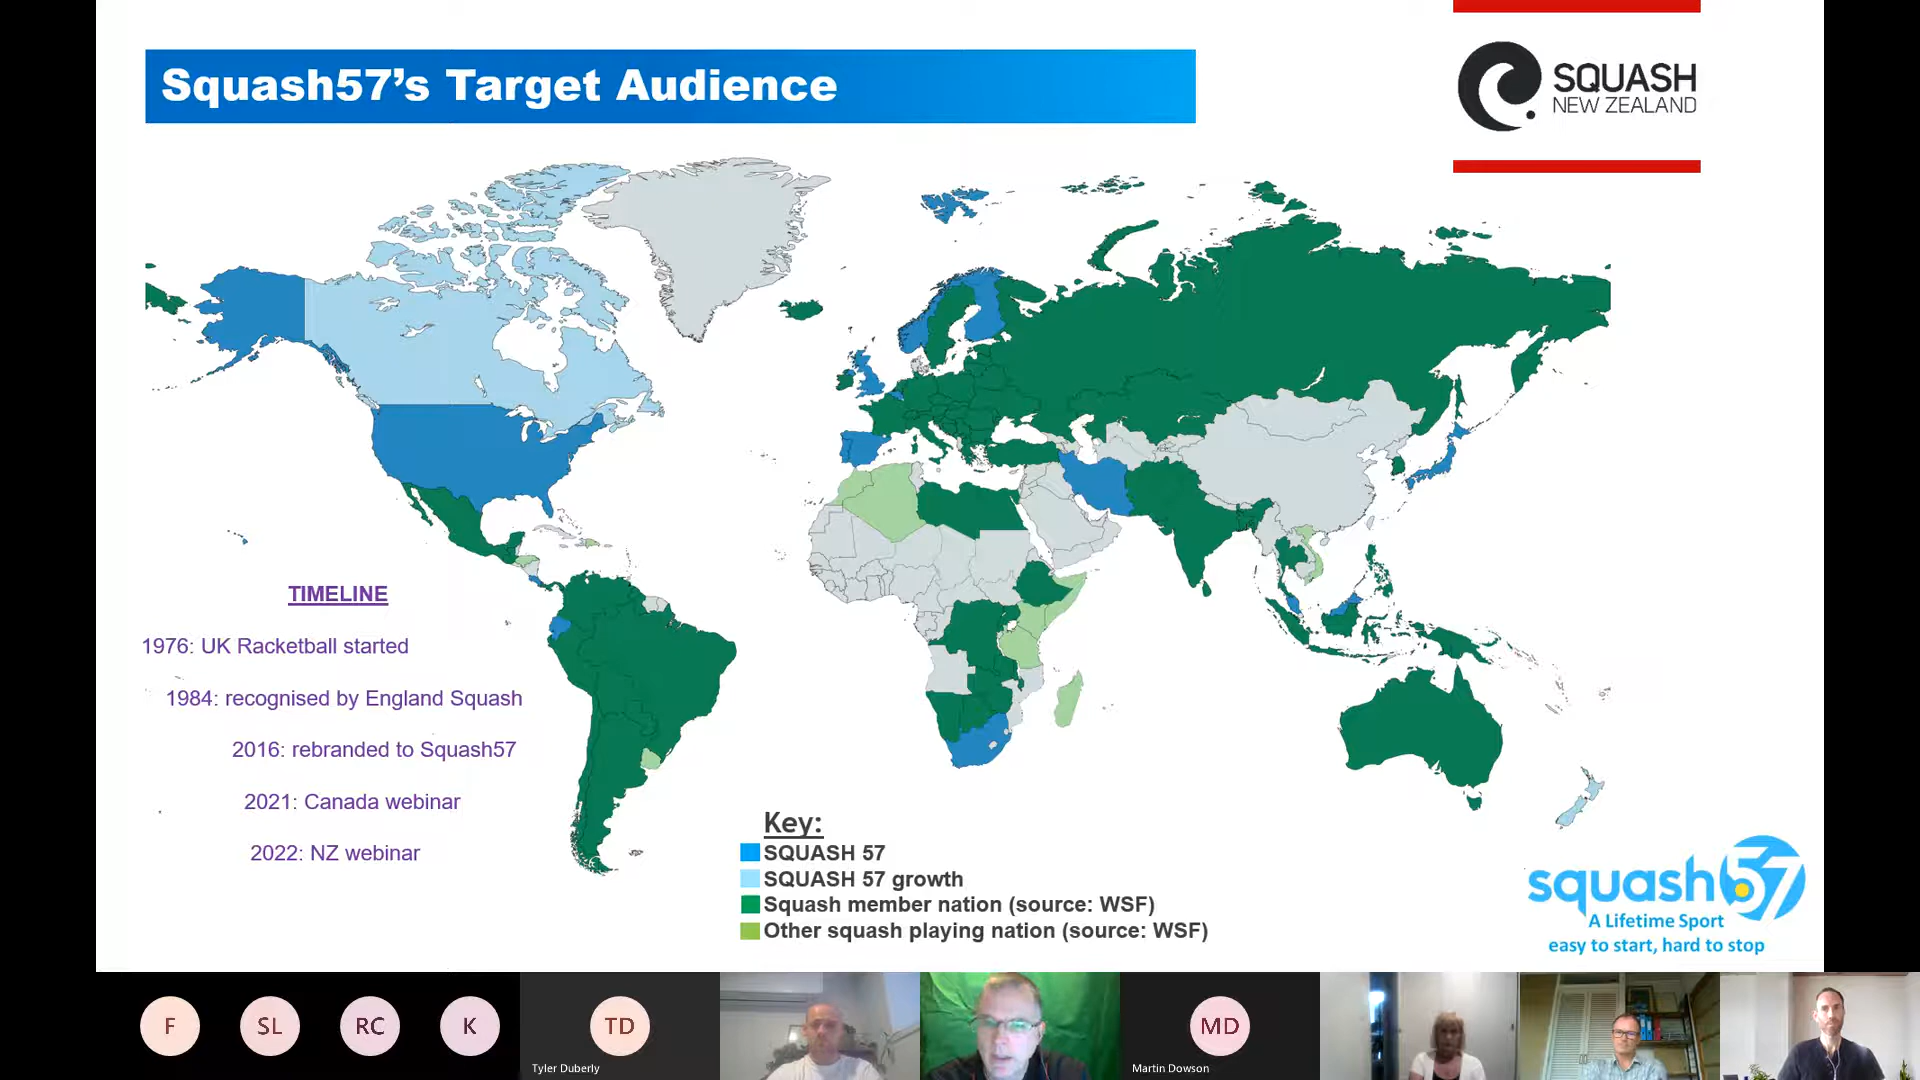 Squash57's Target Audience
SQUASH
NEW ZEALAND
TIMELINE
1976: UK Racketball started
1984: recognised by England Squash
2016: rebranded to Squash57
2021: Canada webinar
2022: NZ webinar
Key:
SQUASH 57
SQUASH 57 growth
Squash member nation (source: WSF)
Other squash playing nation (source: WSF)
squash57
A Lifetime Sport
easy to start, hard to stop
F
SL
RC
K
TD
MD
Tyler Duberly
Martin Dowson